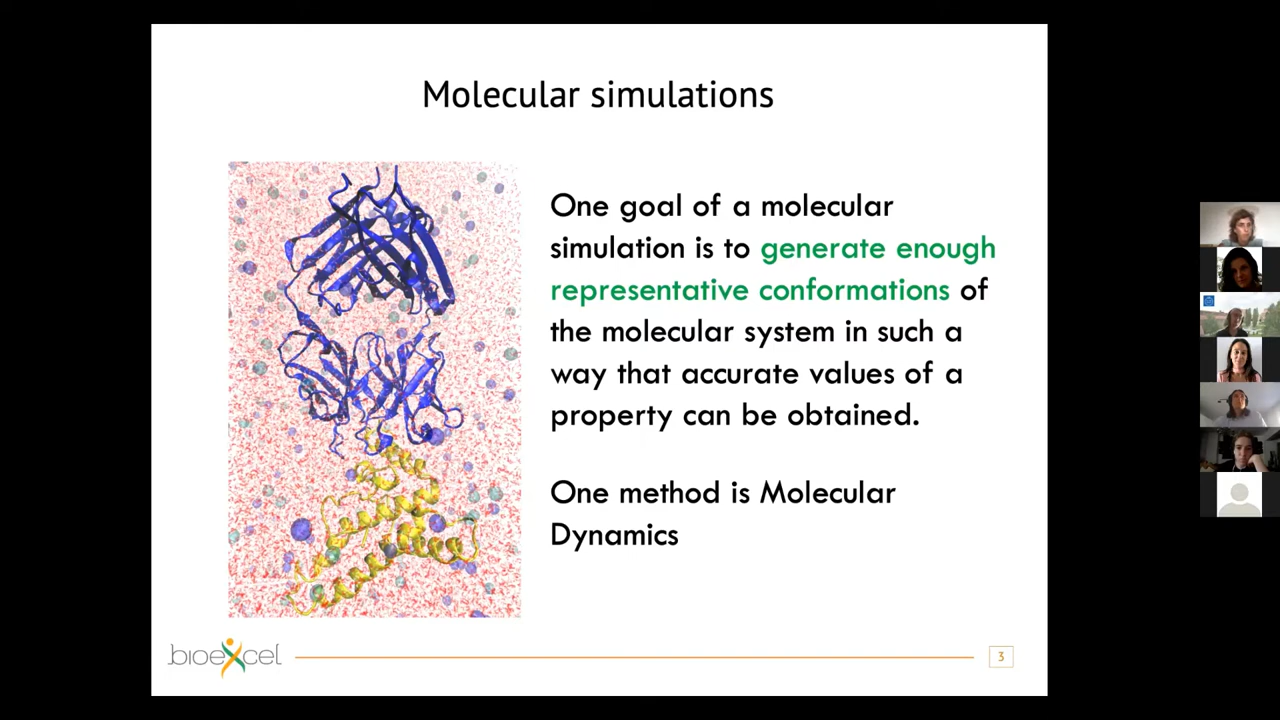 Molecular simulations
One goal of a molecular
simulation is to generate enough
representative conformations of
the molecular system in such a
way that accurate values of a
property can be obtained.
One method is Molecular
Dynamics
bioexcel
3